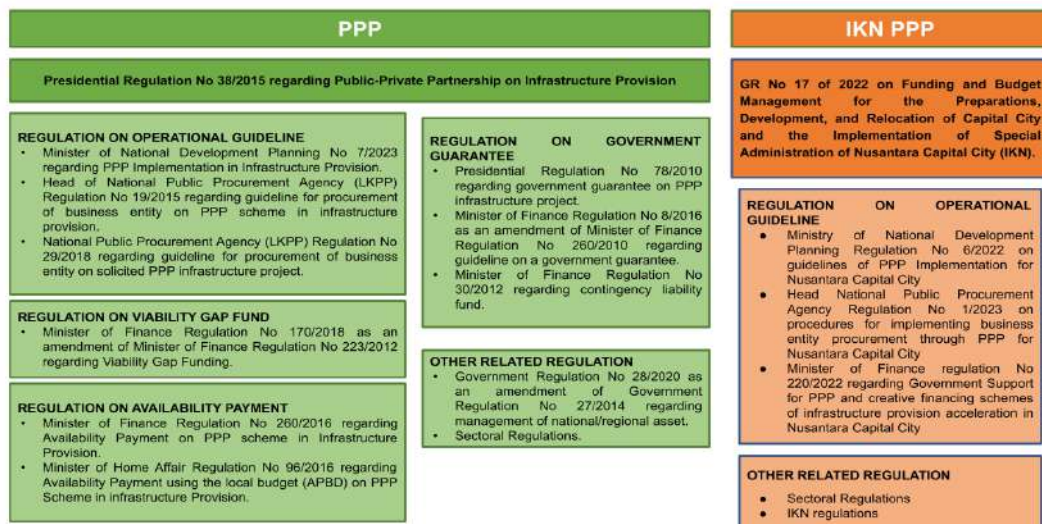 PPP
Presidential Regulation No 38/2015 regarding Public-Private Partnership on Infrastructure Provision
REGULATION ON OPERATIONAL GUIDELINE
• Minister of National Development Planning No 7/2023
regarding PPP Implementation in Infrastructure Provision.
• Head of National Public Procurement Agency (LKPP)
Regulation No 19/2015 regarding guideline for procurement
of business entity on PPP scheme in infrastructure
provision.
• National Public Procurement Agency (LKPP) Regulation No
29/2018 regarding guideline for procurement of business
entity on solicited PPP infrastructure project.
REGULATION ON VIABILITY GAP FUND
• Minister of Finance Regulation No 170/2018 as an
amendment of Minister of Finance Regulation No 223/2012
regarding Viability Gap Funding.
REGULATION ON AVAILABILITY PAYMENT
• Minister of Finance Regulation No 260/2016 regarding
Availability Payment on PPP scheme in Infrastructure
Provision.
• Minister of Home Affair Regulation No 96/2016 regarding
Availability Payment using the local budget (APBD) on PPP
Scheme in infrastructure Provision.
REGULATION ON GOVERNMENT
GUARANTEE
• Presidential Regulation No 78/2010
regarding government guarantee on PPP
infrastructure project.
• Minister of Finance Regulation No 8/2016
as an amendment of Minister of Finance
Regulation No 260/2010 regarding
guideline on a government guarantee.
• Minister of Finance Regulation No
30/2012 regarding contingency liability
fund.
OTHER RELATED REGULATION
• Government Regulation No 28/2020 as
an amendment of Government
Regulation No 27/2014 regarding
management of national/regional asset.
• Sectoral Regulations.
IKN PPP
GR No 17 of 2022 on Funding and Budget
Management for the Preparations,
Development, and Relocation of Capital City
and the Implementation of Special
Administration of Nusantara Capital City (IKN).
REGULATION ON OPERATIONAL
GUIDELINE
● Ministry of National Development
Planning Regulation No 6/2022 on
guidelines of PPP Implementation for
Nusantara Capital City
● Head National Public Procurement
Agency Regulation No 1/2023 on
procedures for implementing business
entity procurement through PPP for
Nusantara Capital City
● Minister of Finance regulation No
220/2022 regarding Government Support
for PPP and creative financing schemes
of infrastructure provision acceleration in
Nusantara Capital City
OTHER RELATED REGULATION
● Sectoral Regulations
● IKN regulations